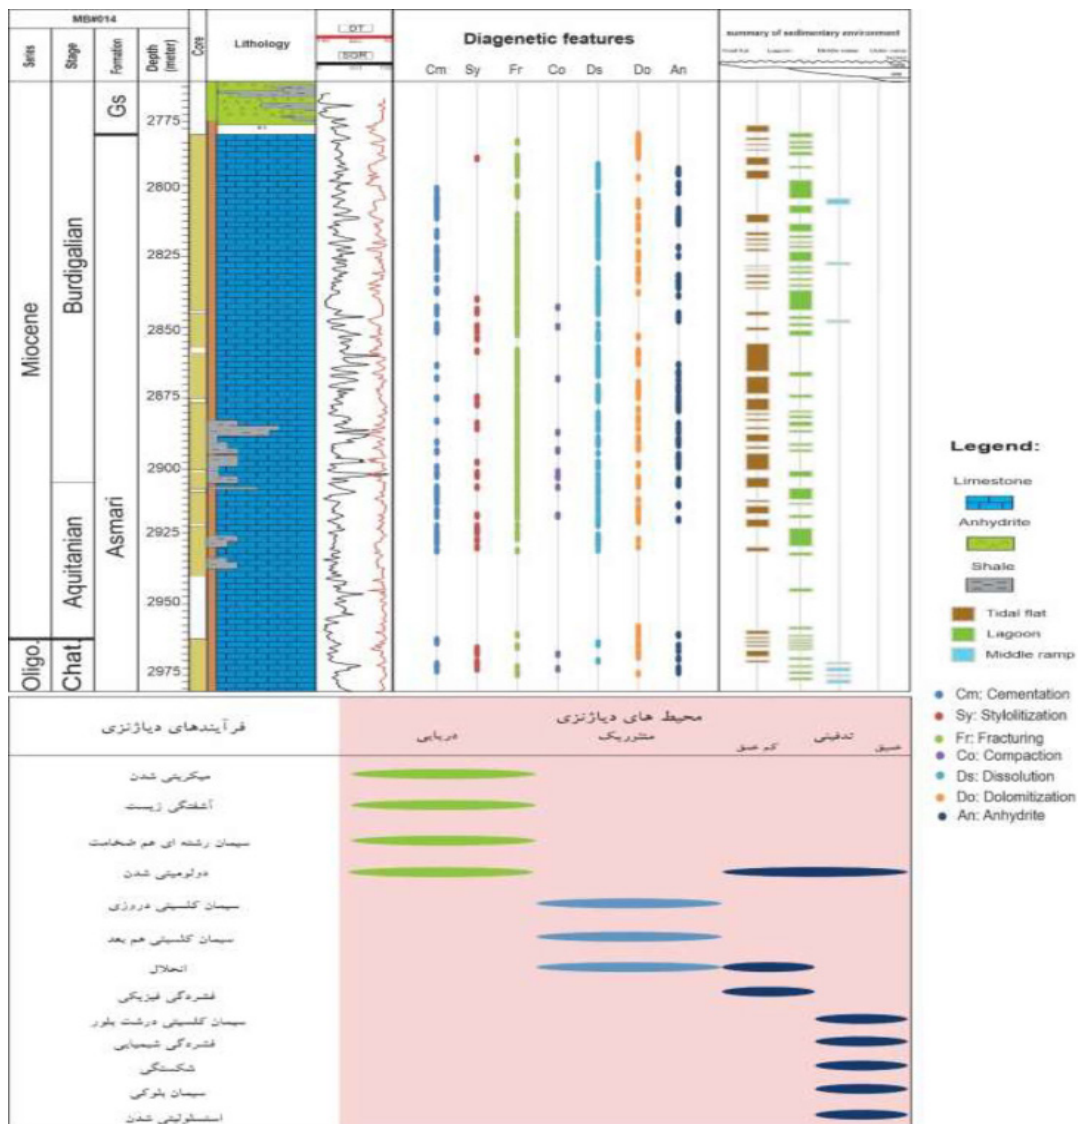 MB#014
Series
Stage
Formation
Depth (meter)
Core
Lithology
DT
SGR
Diagenetic features
Cm Sy Fr Co Ds Do An
summary of sedimentary environment
Lagoon
Miocene
Oligo.
Burdigalian
Aquitanian
Chat.
Gs
Asmari
2775
2800
2825
2850
2875
2900
2925
2950
2975
Legend:
Limestone
Anhydrite
Shale
Tidal flat
Lagoon
Middle ramp
Cm: Cementation
Sy: Stylolitization
Fr: Fracturing
Co: Compaction
Ds: Dissolution
Do: Dolomitization
An: Anhydrite
فرآیندهای دیاژنزی
محیط های دیاژنزی
دریایی
متئوریک
تدفینی
کم عمق
عمیق
میکریتی شدن
آشفتگی زیست
سیمان رشته ای هم ضخامت
دولومیتی شدن
سیمان کلسیتی دروزی
سیمان کلسیتی هم بعد
انحلال
فشردگی فیزیکی
سیمان کلسیتی درشت بلور
فشردگی شیمیایی
شکستگی
سیمان بلوکی
استیلولیتی شدن